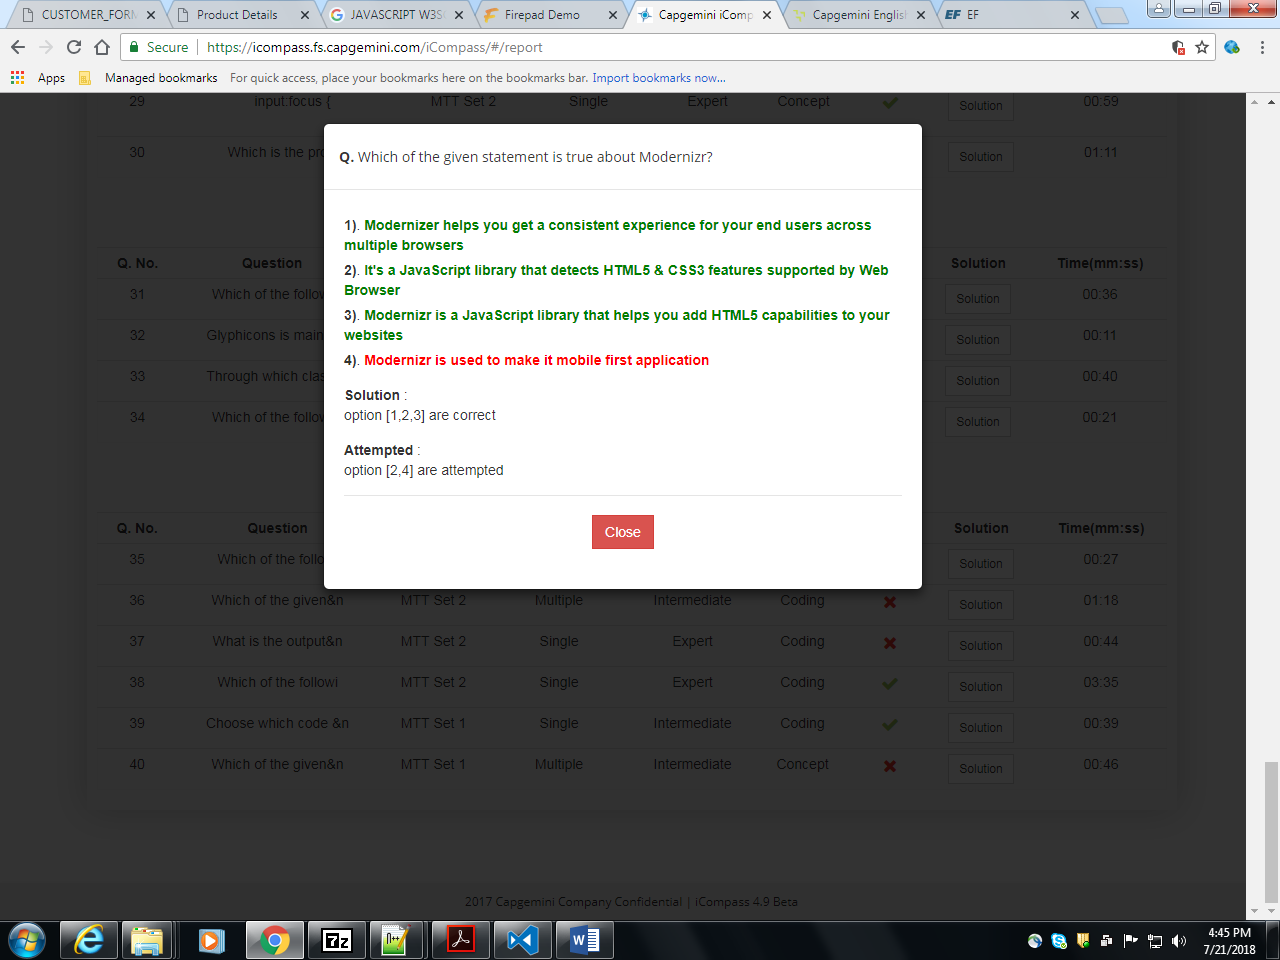 CUSTOMER_FORM
Product Details
JAVASCRIPT W3S
Firepad Demo
Capgemini iComp
Capgemini English
EF EF
Secure https://icompass.fs.capgemini.com/iCompass/#/report
Apps Managed bookmarks For quick access, place your bookmarks here on the bookmarks bar. Import bookmarks now...
29 input:focus { MTT Set 2 Single Expert Concept Solution 00:59
30 Which is the pr Solution 01:11
Q. Which of the given statement is true about Modernizr?
1). Modernizer helps you get a consistent experience for your end users across
multiple browsers
2). It's a JavaScript library that detects HTML5 & CSS3 features supported by Web
Browser
3). Modernizr is a JavaScript library that helps you add HTML5 capabilities to your
websites
4). Modernizr is used to make it mobile first application
Solution :
option [1,2,3] are correct
Attempted :
option [2,4] are attempted
Close
Q. No. Question Solution Time(mm:ss)
31 Which of the follov Solution 00:36
32 Glyphicons is main Solution 00:11
33 Through which clas Solution 00:40
34 Which of the follov Solution 00:21
Q. No. Question Solution Time(mm:ss)
35 Which of the follo Solution 00:27
36 Which of the given&n MTT Set 2 Multiple Intermediate Coding Solution 01:18
37 What is the output&n MTT Set 2 Single Expert Coding Solution 00:44
38 Which of the followi MTT Set 2 Single Expert Coding Solution 03:35
39 Choose which code &n MTT Set 1 Single Intermediate Coding Solution 00:39
40 Which of the given&n MTT Set 1 Multiple Intermediate Concept Solution 00:46
2017 Capgemini Company Confidential | iCompass 4.9 Beta
4:45 PM
7/21/2018